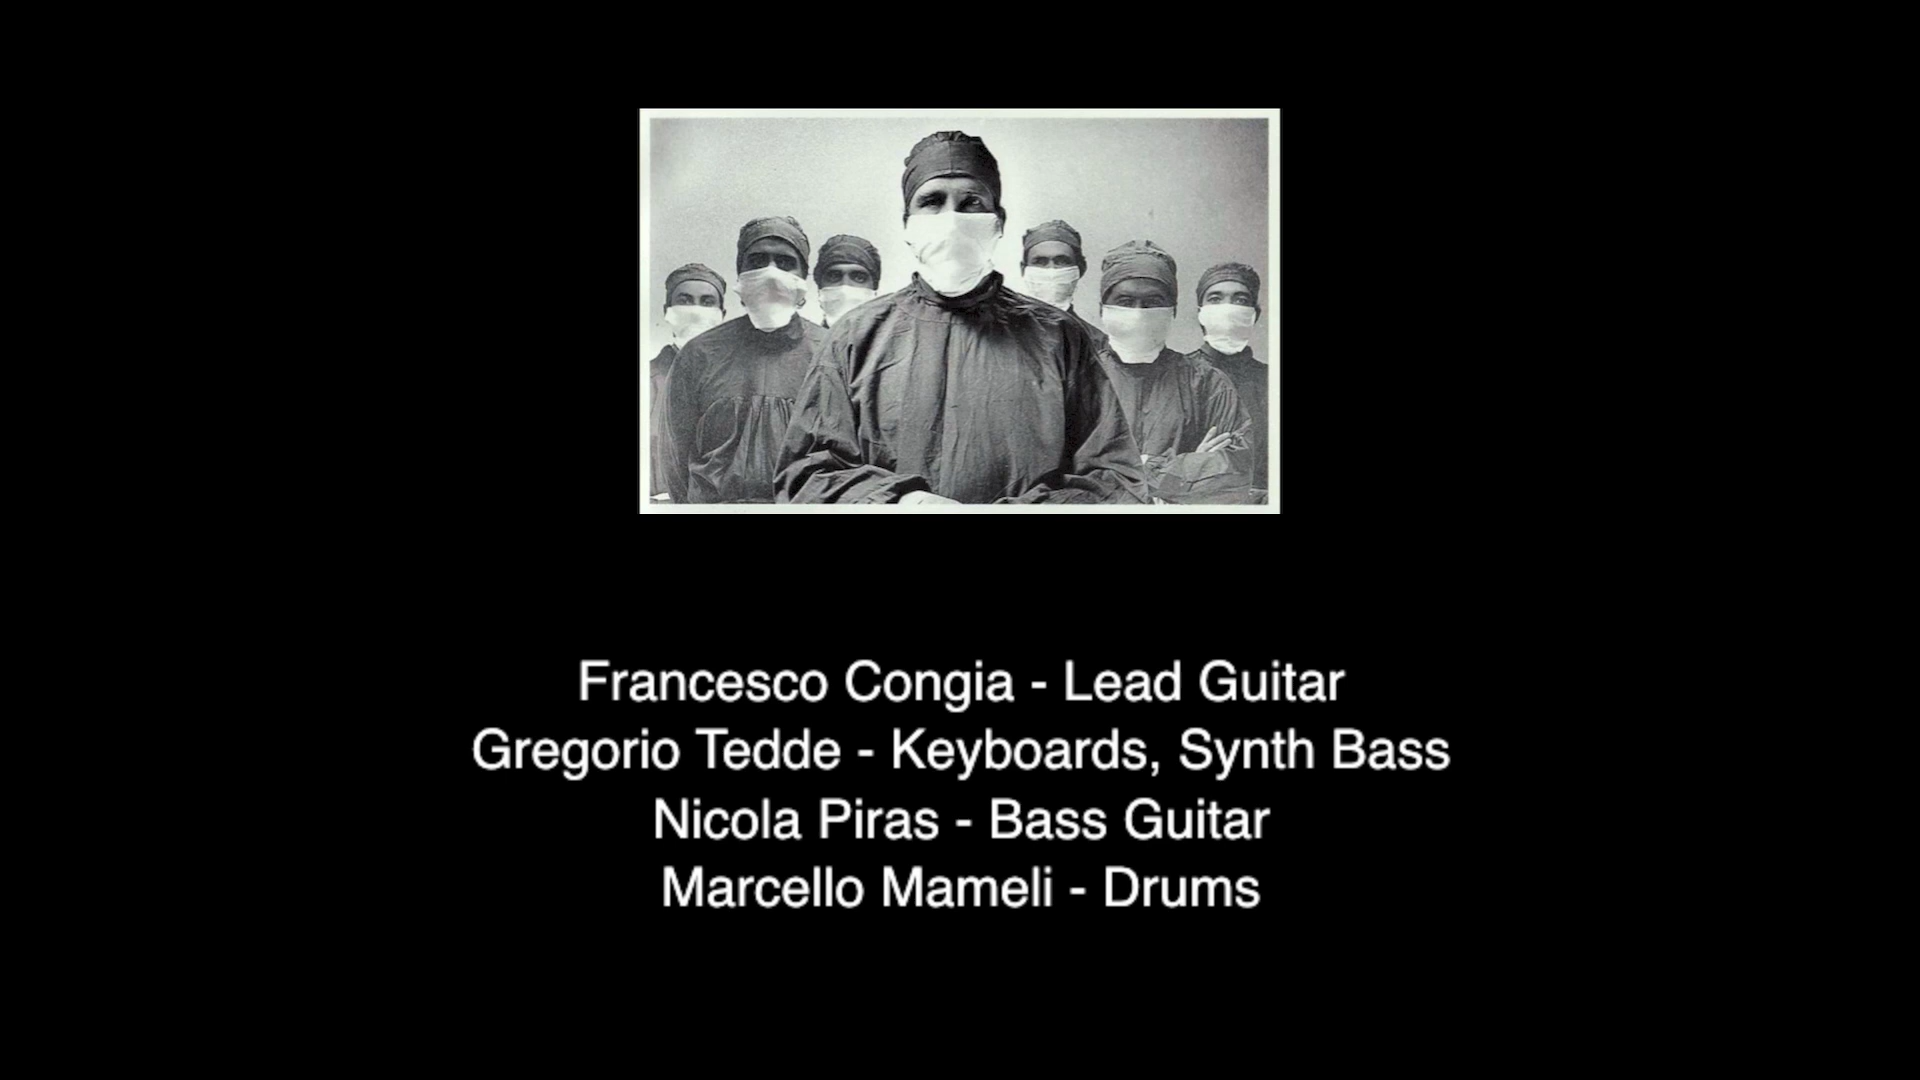 Francesco Congia - Lead Guitar
Gregorio Tedde - Keyboards, Synth Bass
Nicola Piras - Bass Guitar
Marcello Mameli - Drums